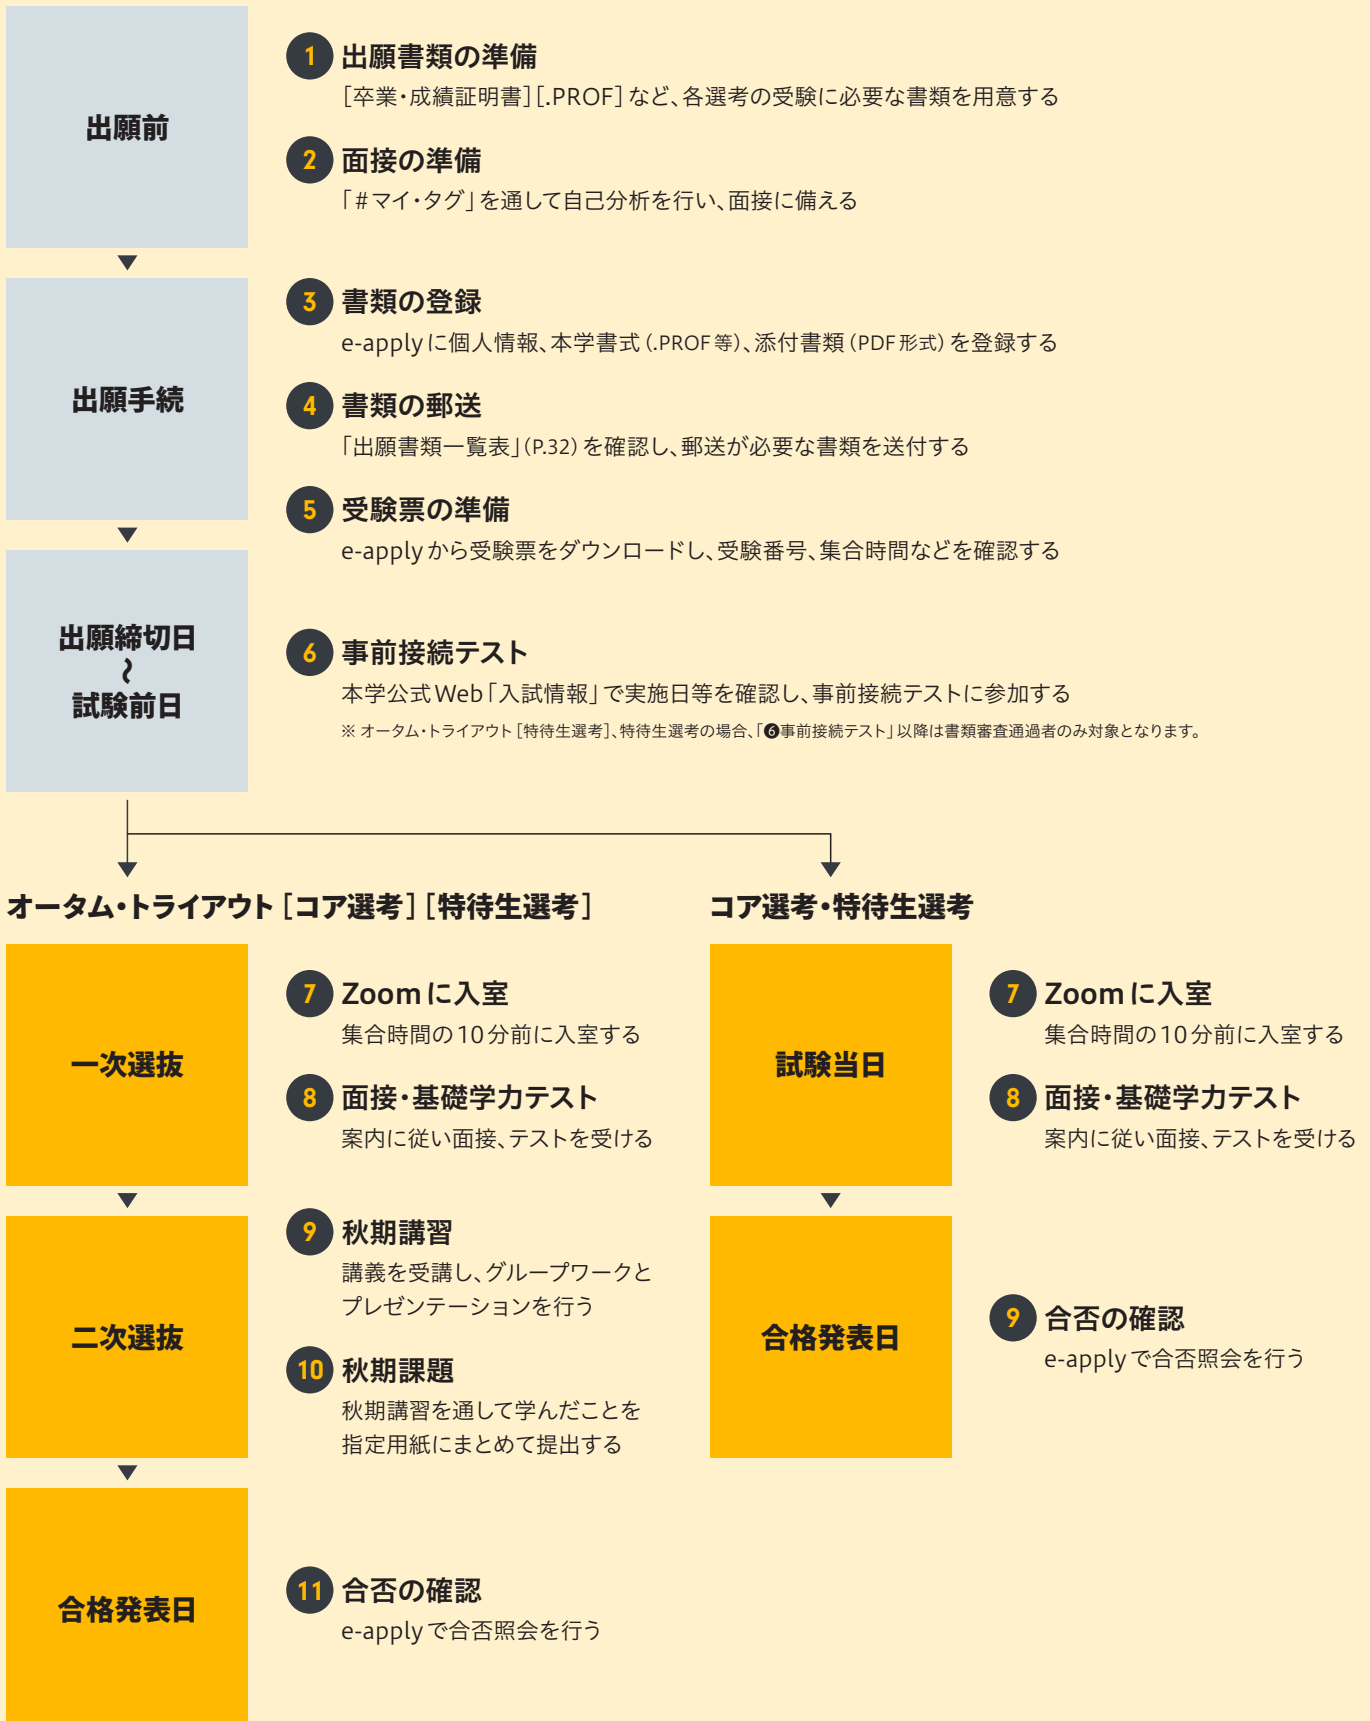 出願前
1 出願書類の準備
［卒業・成績証明書］［.PROF］など、各選考の受験に必要な書類を用意する
2 面接の準備
「#マイ・タグ」を通して自己分析を行い、面接に備える
出願手続
3 書類の登録
e-applyに個人情報、本学書式（.PROF等）、添付書類（PDF形式）を登録する
4 書類の郵送
「出願書類一覧表」（P.32）を確認し、郵送が必要な書類を送付する
5 受験票の準備
e-applyから受験票をダウンロードし、受験番号、集合時間などを確認する
出願締切日
〜
試験前日
6 事前接続テスト
本学公式Web「入試情報」で実施日等を確認し、事前接続テストに参加する
※ オータム・トライアウト［特待生選考］、特待生選考の場合、「❻事前接続テスト」以降は書類審査通過者のみ対象となります。
オータム・トライアウト［コア選考］［特待生選考］
一次選抜
7 Zoomに入室
集合時間の10分前に入室する
8 面接・基礎学力テスト
案内に従い面接、テストを受ける
二次選抜
9 秋期講習
講義を受講し、グループワークと
プレゼンテーションを行う
10 秋期課題
秋期講習を通して学んだことを
指定用紙にまとめて提出する
合格発表日
11 合否の確認
e-applyで合否照会を行う
コア選考・特待生選考
試験当日
7 Zoomに入室
集合時間の10分前に入室する
8 面接・基礎学力テスト
案内に従い面接、テストを受ける
合格発表日
9 合否の確認
e-applyで合否照会を行う